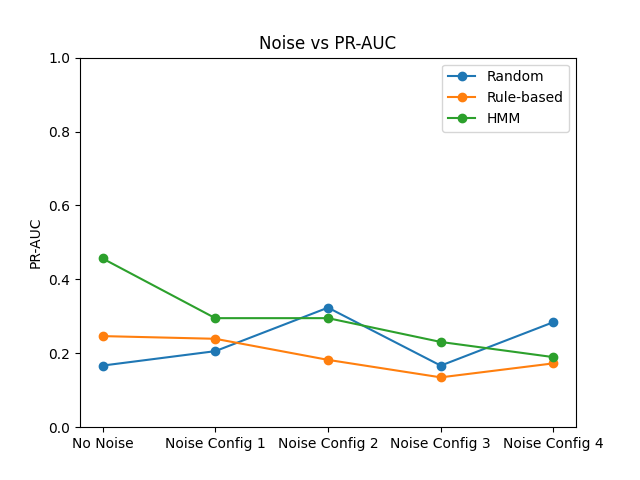 Noise vs PR-AUC
1.0
0.8
0.6
0.4
0.2
0.0
PR-AUC
Random
Rule-based
HMM
No Noise
Noise Config 1
Noise Config 2
Noise Config 3
Noise Config 4